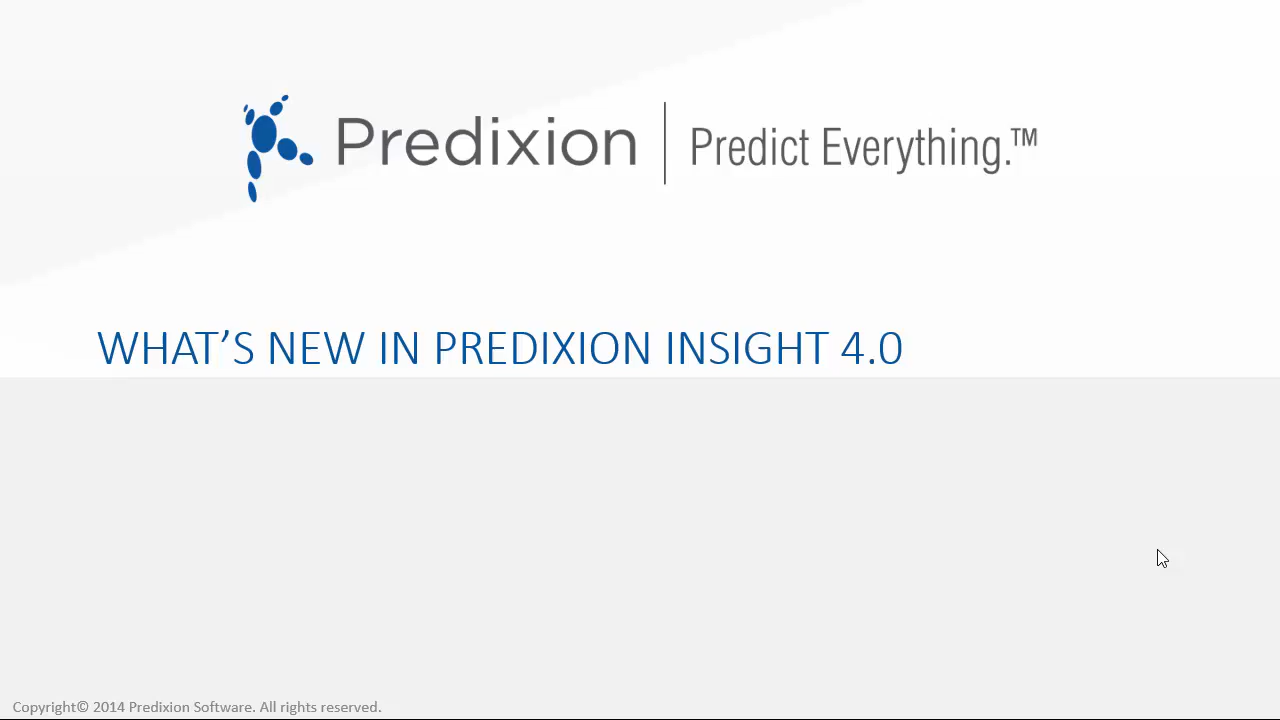 Predixion | Predict Everything.™
WHAT’S NEW IN PREDIXION INSIGHT 4.0
Copyright© 2014 Predixion Software. All rights reserved.